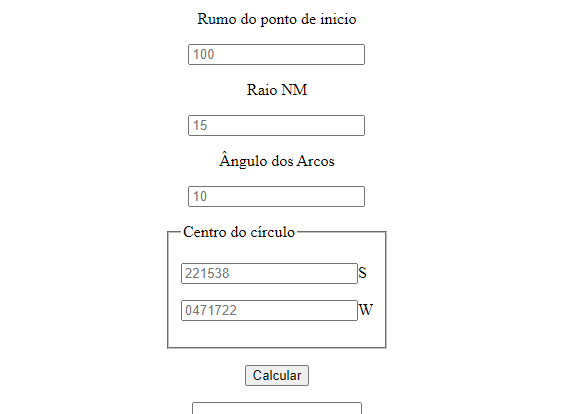 Rumo do ponto de inicio
100
Raio NM
15
Ângulo dos Arcos
10
Centro do círculo
221538 S
0471722 W
Calcular